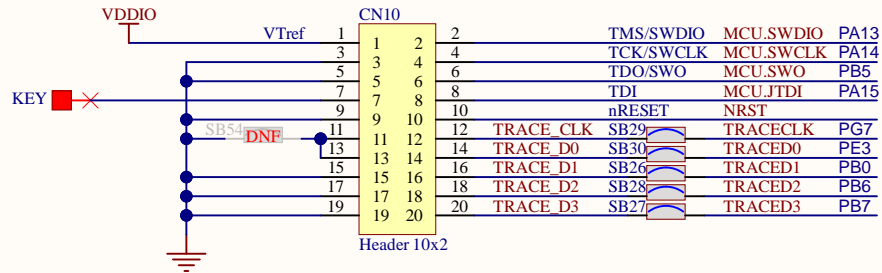 VDDIO CN10
VTref 1 1 2 2 TMS/SWDIO MCU.SWDIO PA13
3 3 4 4 TCK/SWCLK MCU.SWCLK PA14
5 5 6 6 TDO/SWO MCU.SWO PB5
KEY 7 7 8 8 TDI MCU.JTDI PA15
9 9 10 10 nRESET NRST
SB54 DNF 11 11 12 12 TRACE_CLK SB29 TRACECLK PG7
13 13 14 14 TRACE_D0 SB30 TRACED0 PE3
15 15 16 16 TRACE_D1 SB26 TRACED1 PB0
17 17 18 18 TRACE_D2 SB28 TRACED2 PB6
19 19 20 20 TRACE_D3 SB27 TRACED3 PB7
Header 10x2